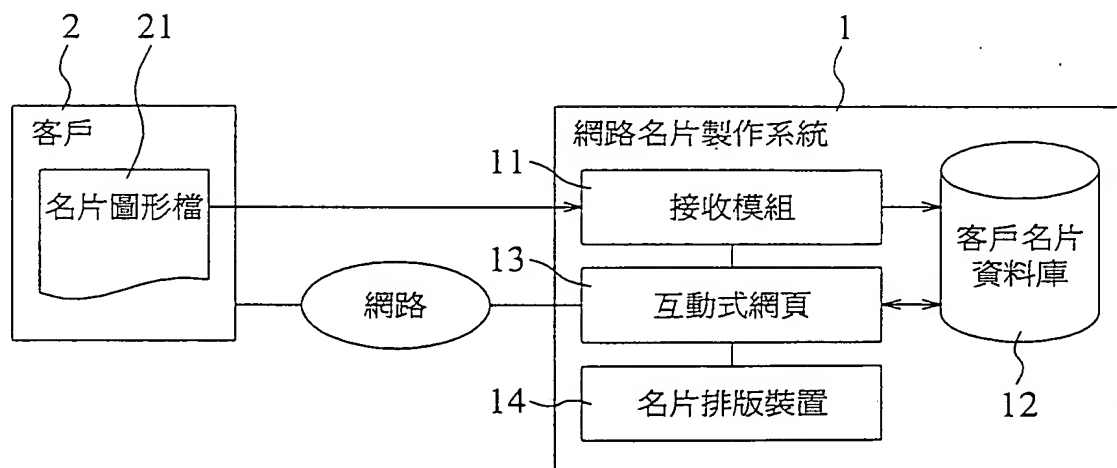 2
21
1
客戶
名片圖形檔
網路名片製作系統
11
接收模組
客戶名片
資料庫
13
網路
互動式網頁
12
14
名片排版裝置